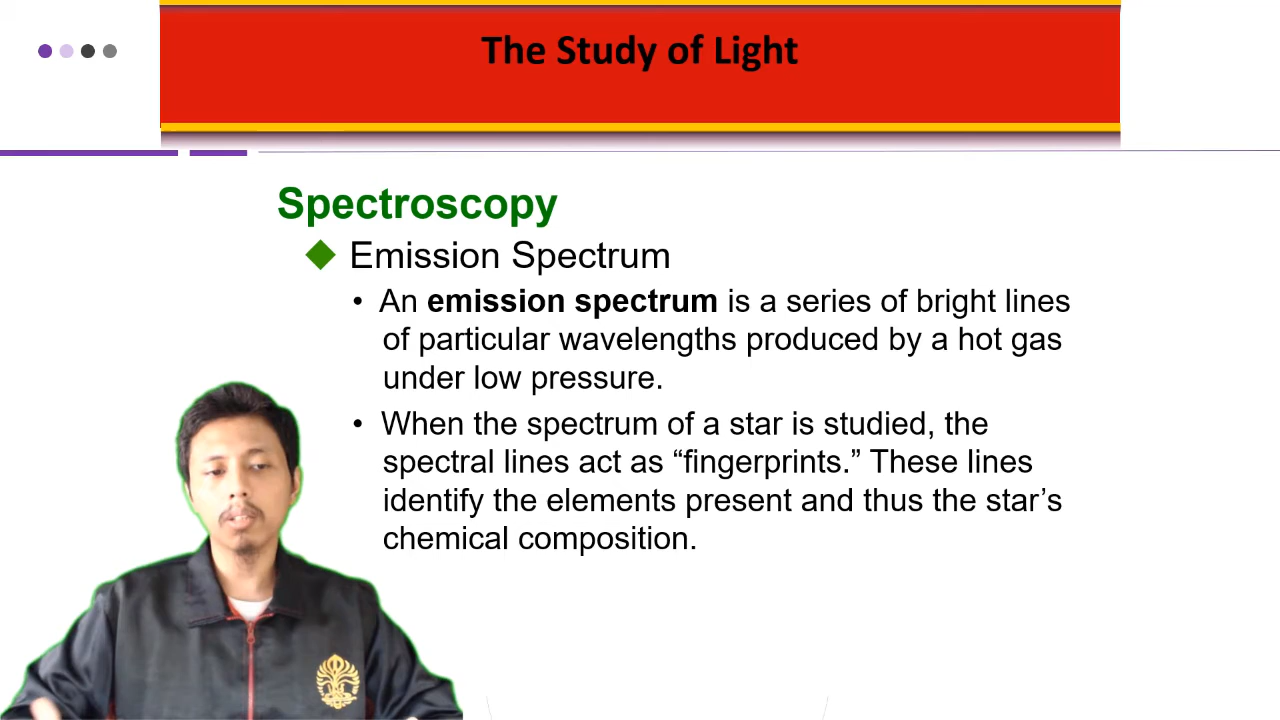 The Study of Light
Spectroscopy
Emission Spectrum
• An emission spectrum is a series of bright lines
of particular wavelengths produced by a hot gas
under low pressure.
• When the spectrum of a star is studied, the
spectral lines act as “fingerprints.” These lines
identify the elements present and thus the star’s
chemical composition.